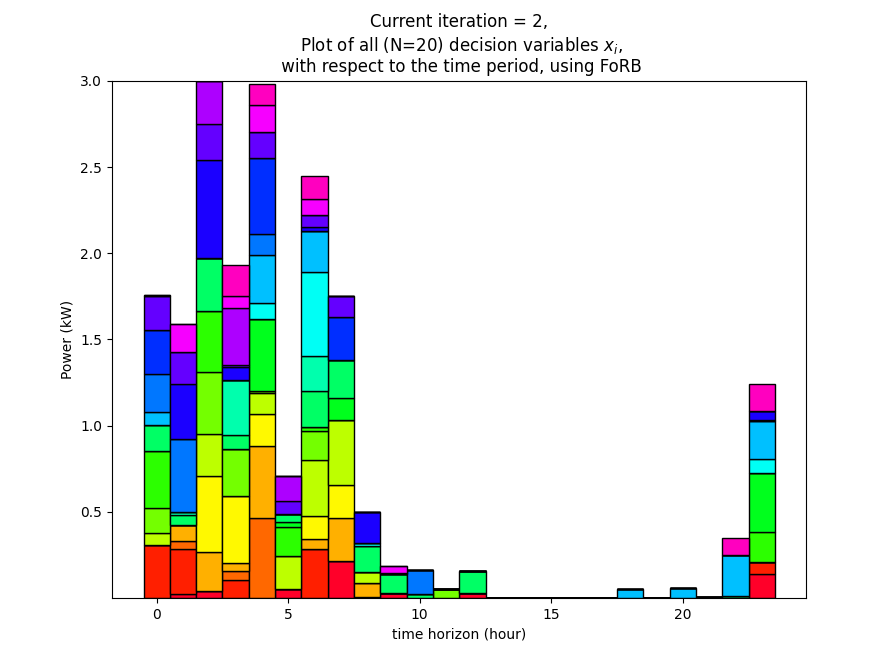 Current iteration = 2,
Plot of all (N=20) decision variables $x_i$,
with respect to the time period, using FoRB
3.0
2.5
2.0
1.5
1.0
0.5
Power (kW)
0 5 10 15 20
time horizon (hour)